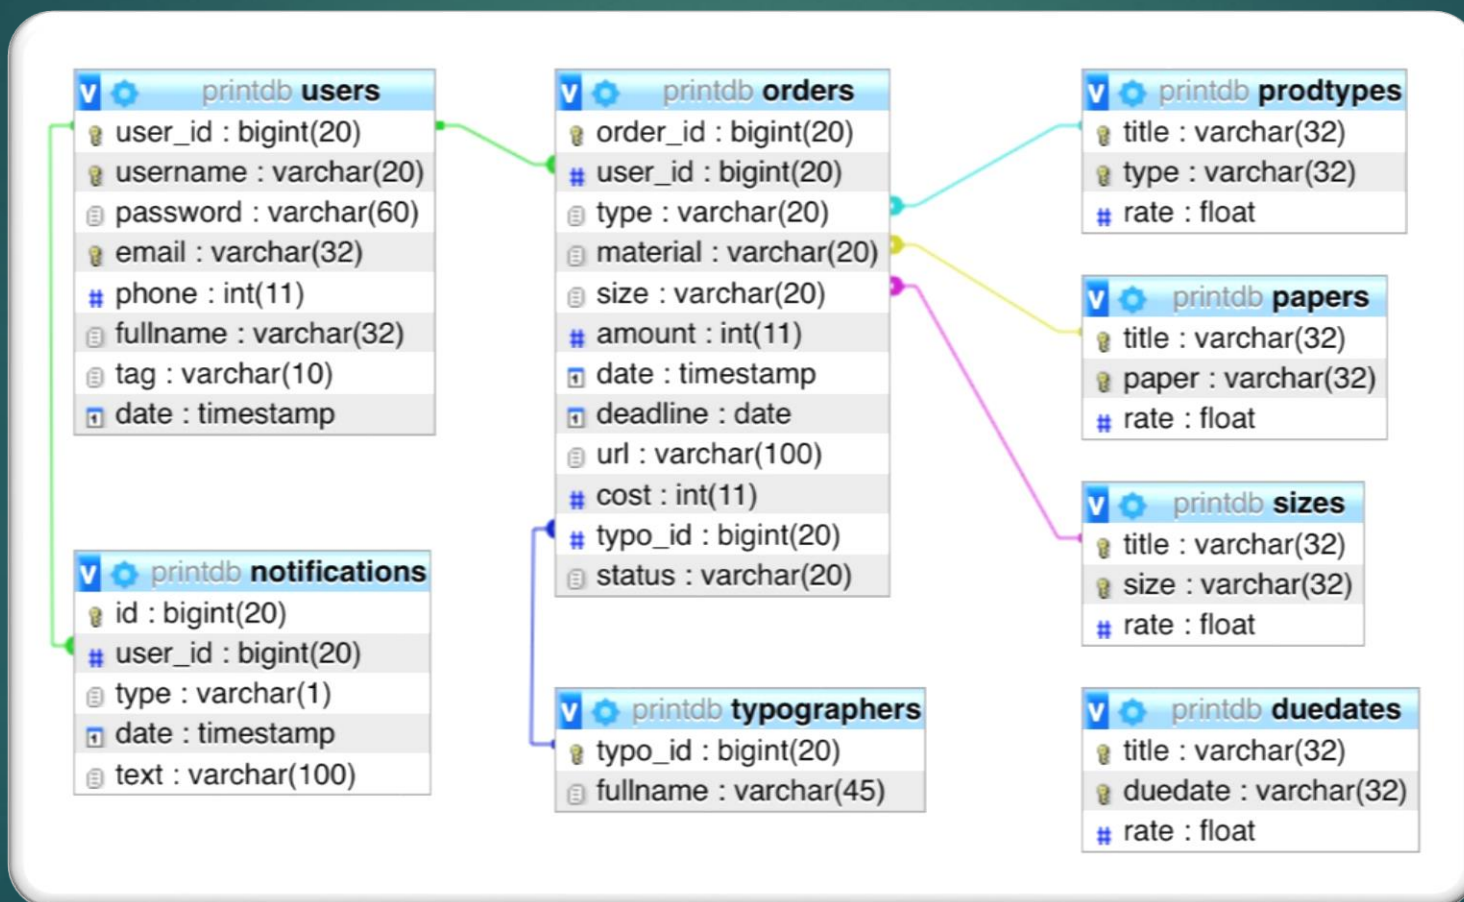 printdb users
user_id : bigint(20)
username : varchar(20)
password : varchar(60)
email : varchar(32)
phone : int(11)
fullname : varchar(32)
tag : varchar(10)
date : timestamp
printdb notifications
id : bigint(20)
user_id : bigint(20)
type : varchar(1)
date : timestamp
text : varchar(100)
printdb orders
order_id : bigint(20)
user_id : bigint(20)
type : varchar(20)
material : varchar(20)
size : varchar(20)
amount : int(11)
date : timestamp
deadline : date
url : varchar(100)
cost : int(11)
typo_id : bigint(20)
status : varchar(20)
printdb typographers
typo_id : bigint(20)
fullname : varchar(45)
printdb prodtypes
title : varchar(32)
type : varchar(32)
rate : float
printdb papers
title : varchar(32)
paper : varchar(32)
rate : float
printdb sizes
title : varchar(32)
size : varchar(32)
rate : float
printdb duedates
title : varchar(32)
duedate : varchar(32)
rate : float